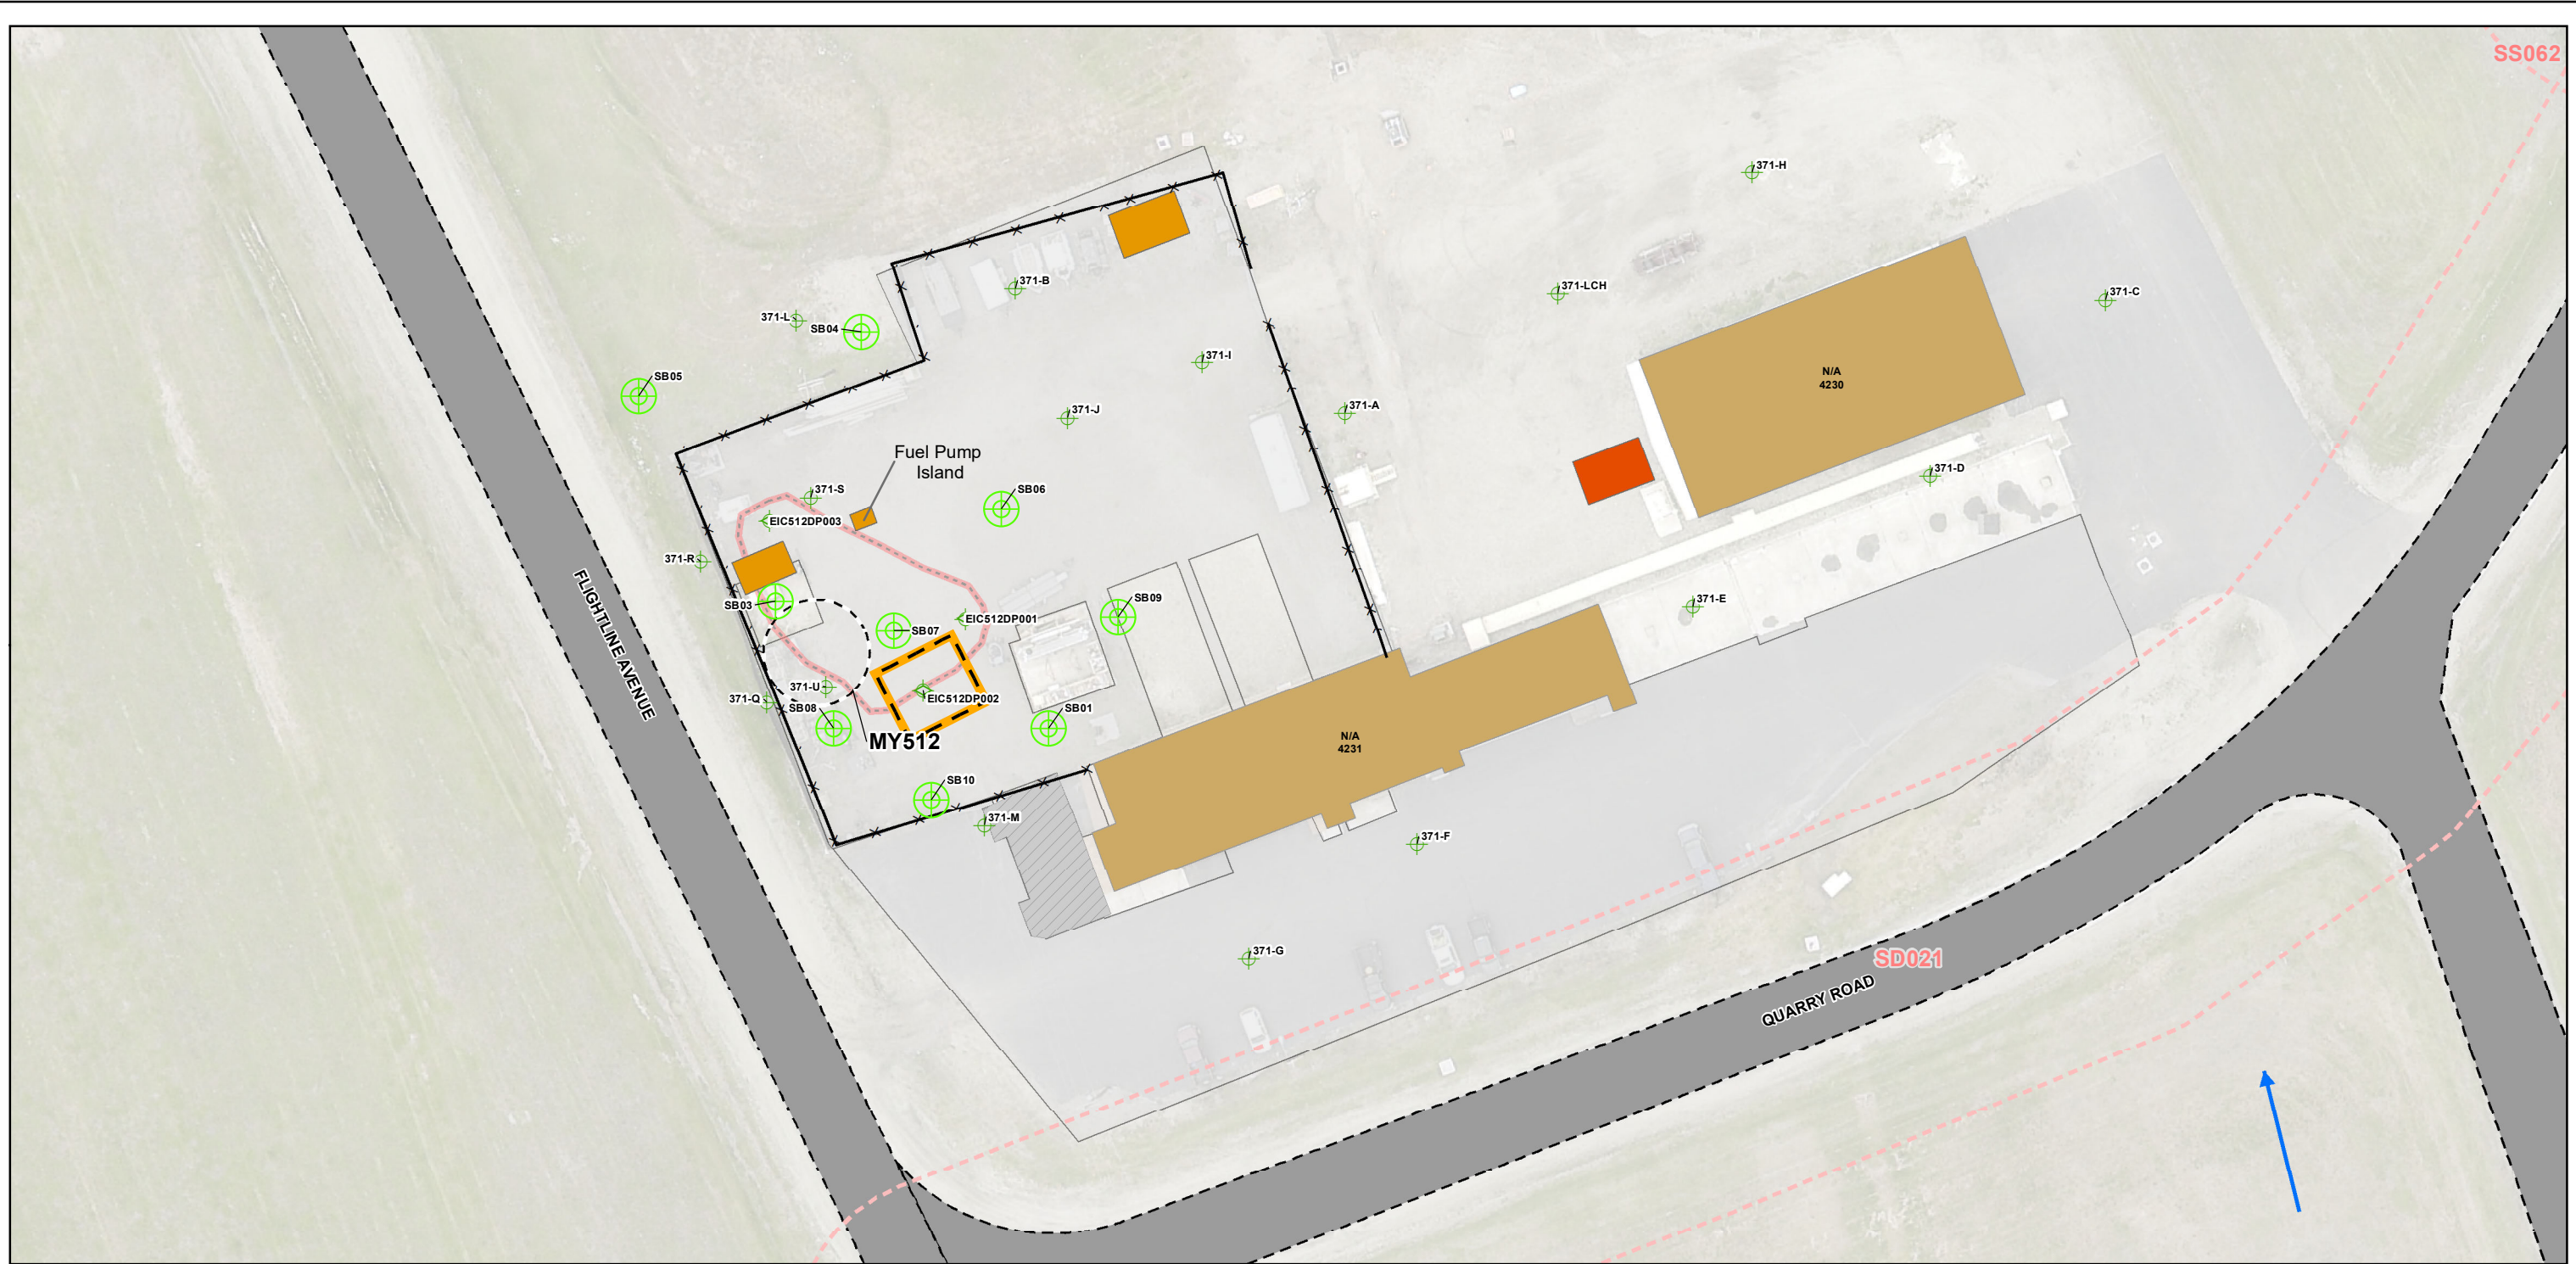 SS062
371-H
371-B
371-LCH
371-C
371-L
SB04
371-I
SB05
N/A
4230
371-J
371-A
Fuel Pump
Island
371-D
371-S
SB06
EIC512DP003
371-R
FLIGHTLINE AVENUE
SB03
SB09
371-E
EIC512DP001
SB07
371-U
371-Q
EIC512DP002
SB08
SB01
MY512
N/A
4231
SB10
371-M
371-F
371-G
SD021
QUARRY ROAD